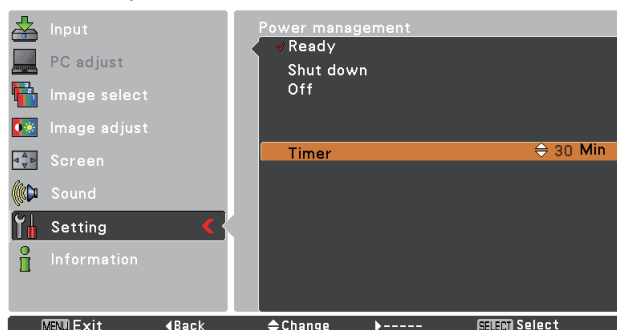 Input
PC adjust
Image select
Image adjust
Screen
Sound
Setting
Information
Power management
Ready
Shut down
Off
Timer 30 Min
MENU Exit Back Change ----- SELECT Select